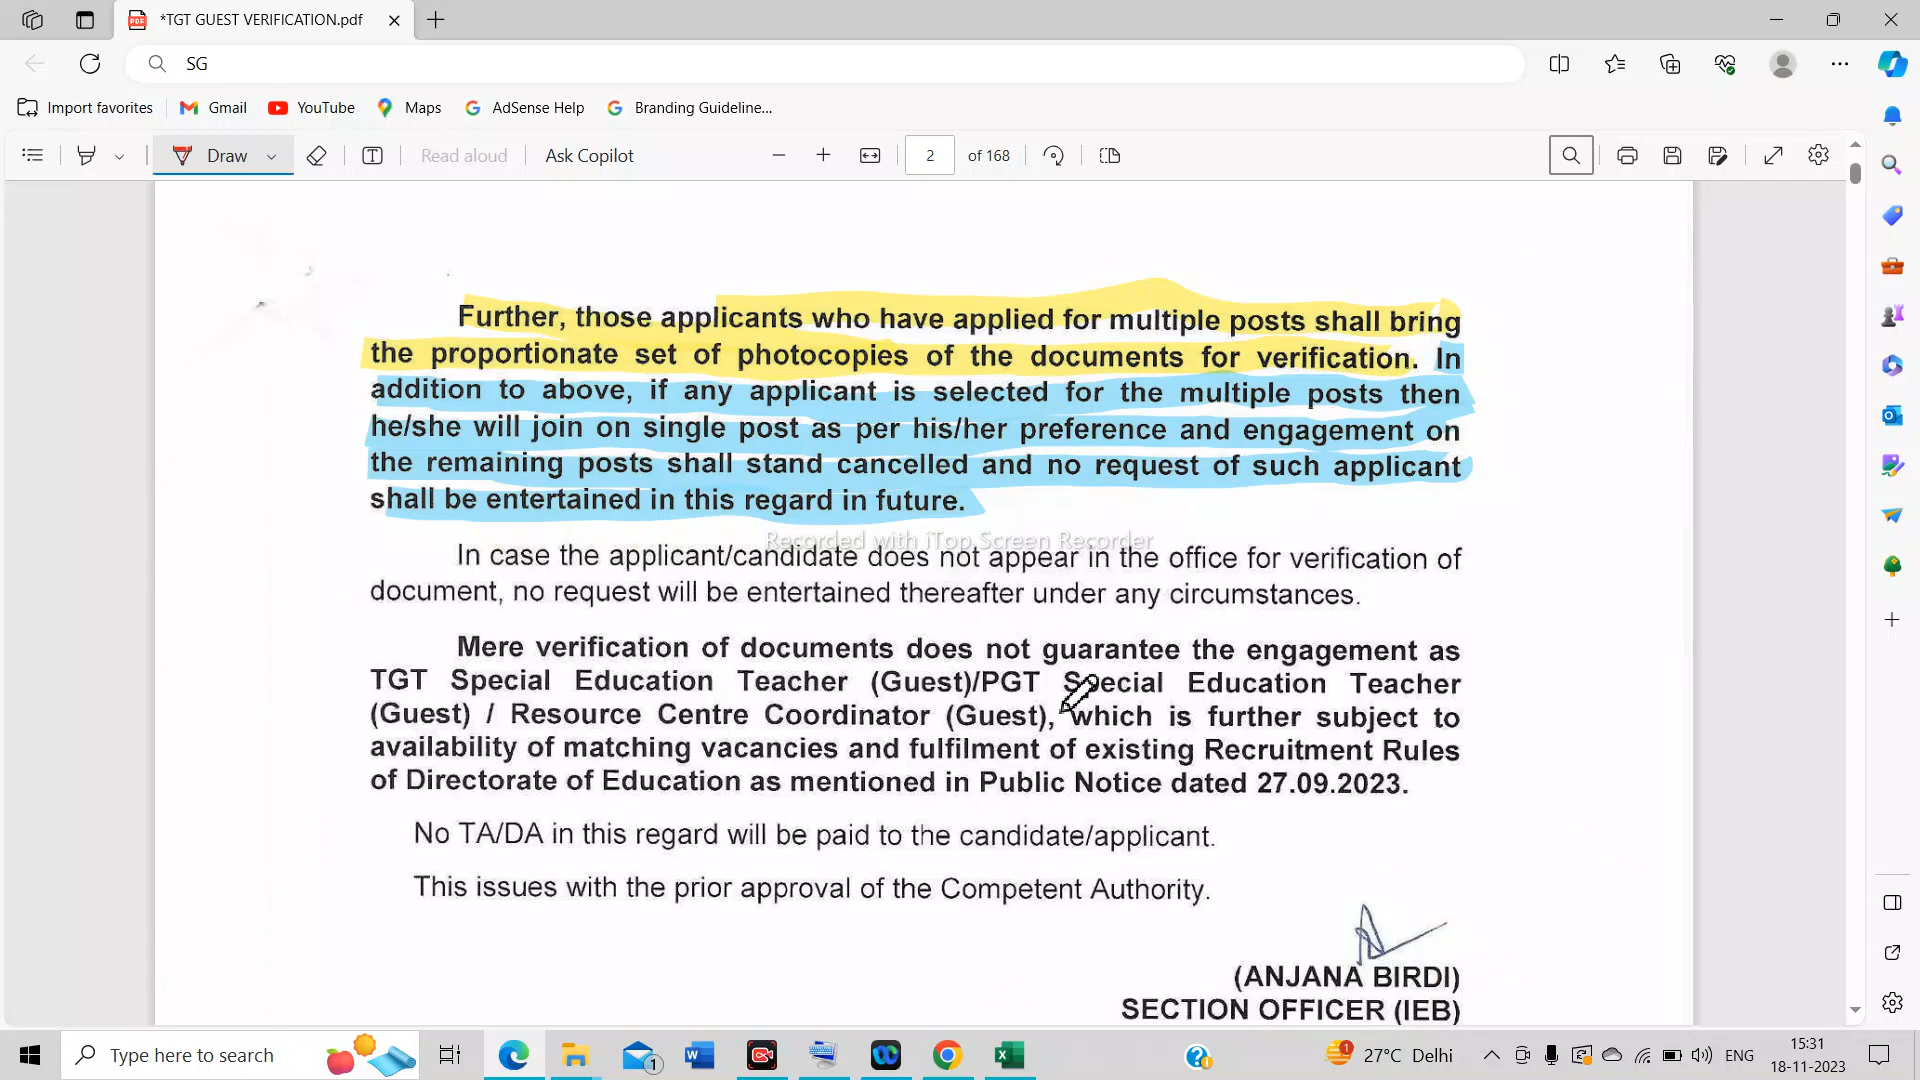 *TGT GUEST VERIFICATION.pdf
SG
Import favorites
Gmail
YouTube
Maps
AdSense Help
Branding Guideline...
Draw
Read aloud
Ask Copilot
2 of 168
Further, those applicants who have applied for multiple posts shall bring
the proportionate set of photocopies of the documents for verification. In
addition to above, if any applicant is selected for the multiple posts then
he/she will join on single post as per his/her preference and engagement on
the remaining posts shall stand cancelled and no request of such applicant
shall be entertained in this regard in future.
Recorded with iTop Screen Recorder
In case the applicant/candidate does not appear in the office for verification of
document, no request will be entertained thereafter under any circumstances.
Mere verification of documents does not guarantee the engagement as
TGT Special Education Teacher (Guest)/PGT Special Education Teacher
(Guest) / Resource Centre Coordinator (Guest), which is further subject to
availability of matching vacancies and fulfilment of existing Recruitment Rules
of Directorate of Education as mentioned in Public Notice dated 27.09.2023.
No TA/DA in this regard will be paid to the candidate/applicant.
This issues with the prior approval of the Competent Authority.
(ANJANA BIRDI)
SECTION OFFICER (IEB)
Type here to search
1
1
27°C Delhi
ENG
15:31
18-11-2023